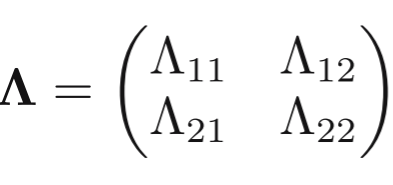 Λ = ( Λ₁₁ Λ₁₂
Λ₂₁ Λ₂₂ )